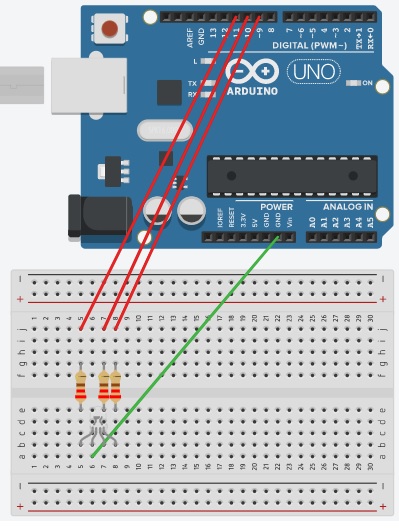 AREF
GND
13
12
~11
~10
~9
8
7
~6
~5
4
~3
2
TX→1
RX←0
DIGITAL (PWM~)
L
TX
RX
ARDUINO
UNO
ON
POWER
ANALOG IN
IOREF
RESET
3.3V
5V
GND
GND
Vin
A0
A1
A2
A3
A4
A5
− −
+ +
1 2 3 4 5 6 7 8 9 10 11 12 13 14 15 16 17 18 19 20 21 22 23 24 25 26 27 28 29 30
j j
i i
h h
g g
f f
e e
d d
c c
b b
a a
1 2 3 4 5 6 7 8 9 10 11 12 13 14 15 16 17 18 19 20 21 22 23 24 25 26 27 28 29 30
− −
+ +